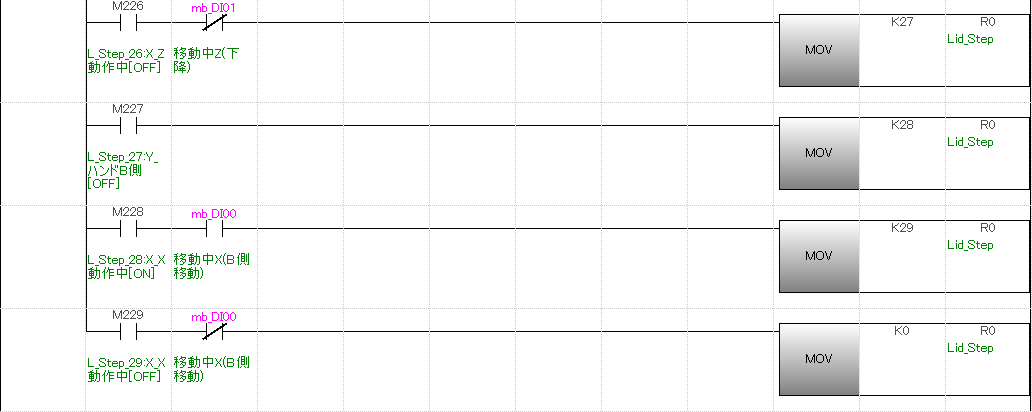 M226 mb_DI01
MOV K27 R0
Lid_Step
L_Step_26:X_Z 移動中Z(下
動作中[OFF] 降)
M227
MOV K28 R0
Lid_Step
L_Step_27:Y_
ハンドB側
[OFF]
M228 mb_DI00
MOV K29 R0
Lid_Step
L_Step_28:X_X 移動中X(B側
動作中[ON] 移動)
M229 mb_DI00
MOV K0 R0
Lid_Step
L_Step_29:X_X 移動中X(B側
動作中[OFF] 移動)